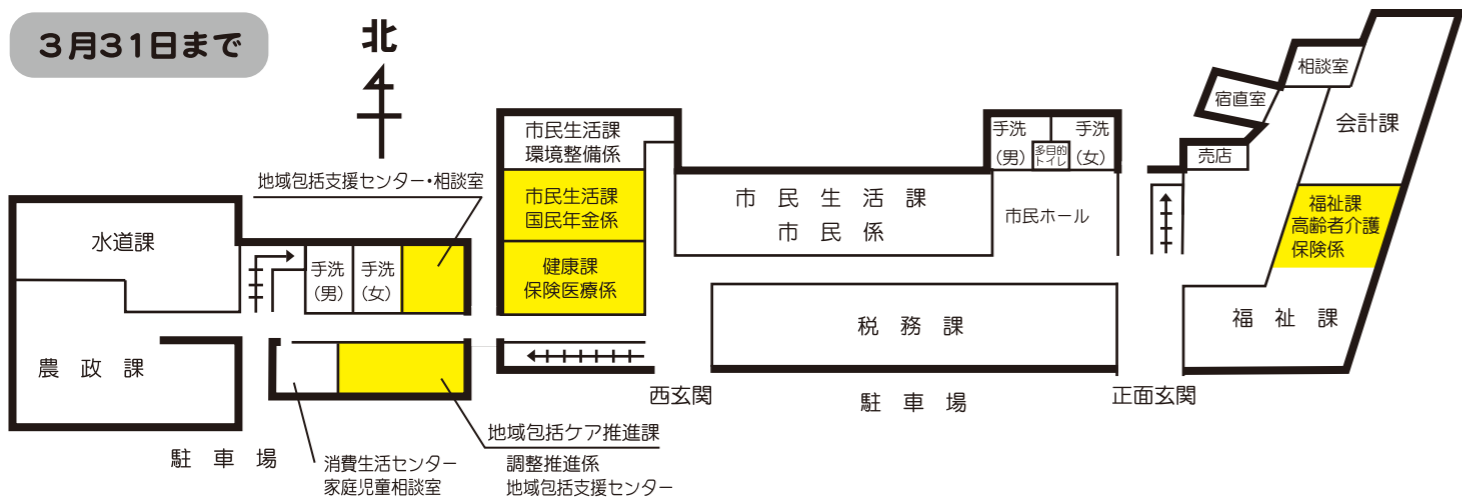 3月31日まで
北
相談室
宿直室
会計課
売店
手洗
(男)
多目的
トイレ
手洗
(女)
市民生活課
環境整備係
地域包括支援センター・相談室
市民生活課
国民年金係
市民生活課
市民係
市民ホール
福祉課
高齢者介護
保険係
水道課
手洗
(男)
手洗
(女)
健康課
保険医療係
税務課
福祉課
農政課
西玄関
駐車場
正面玄関
地域包括ケア推進課
調整推進係
地域包括支援センター
駐車場
消費生活センター
家庭児童相談室